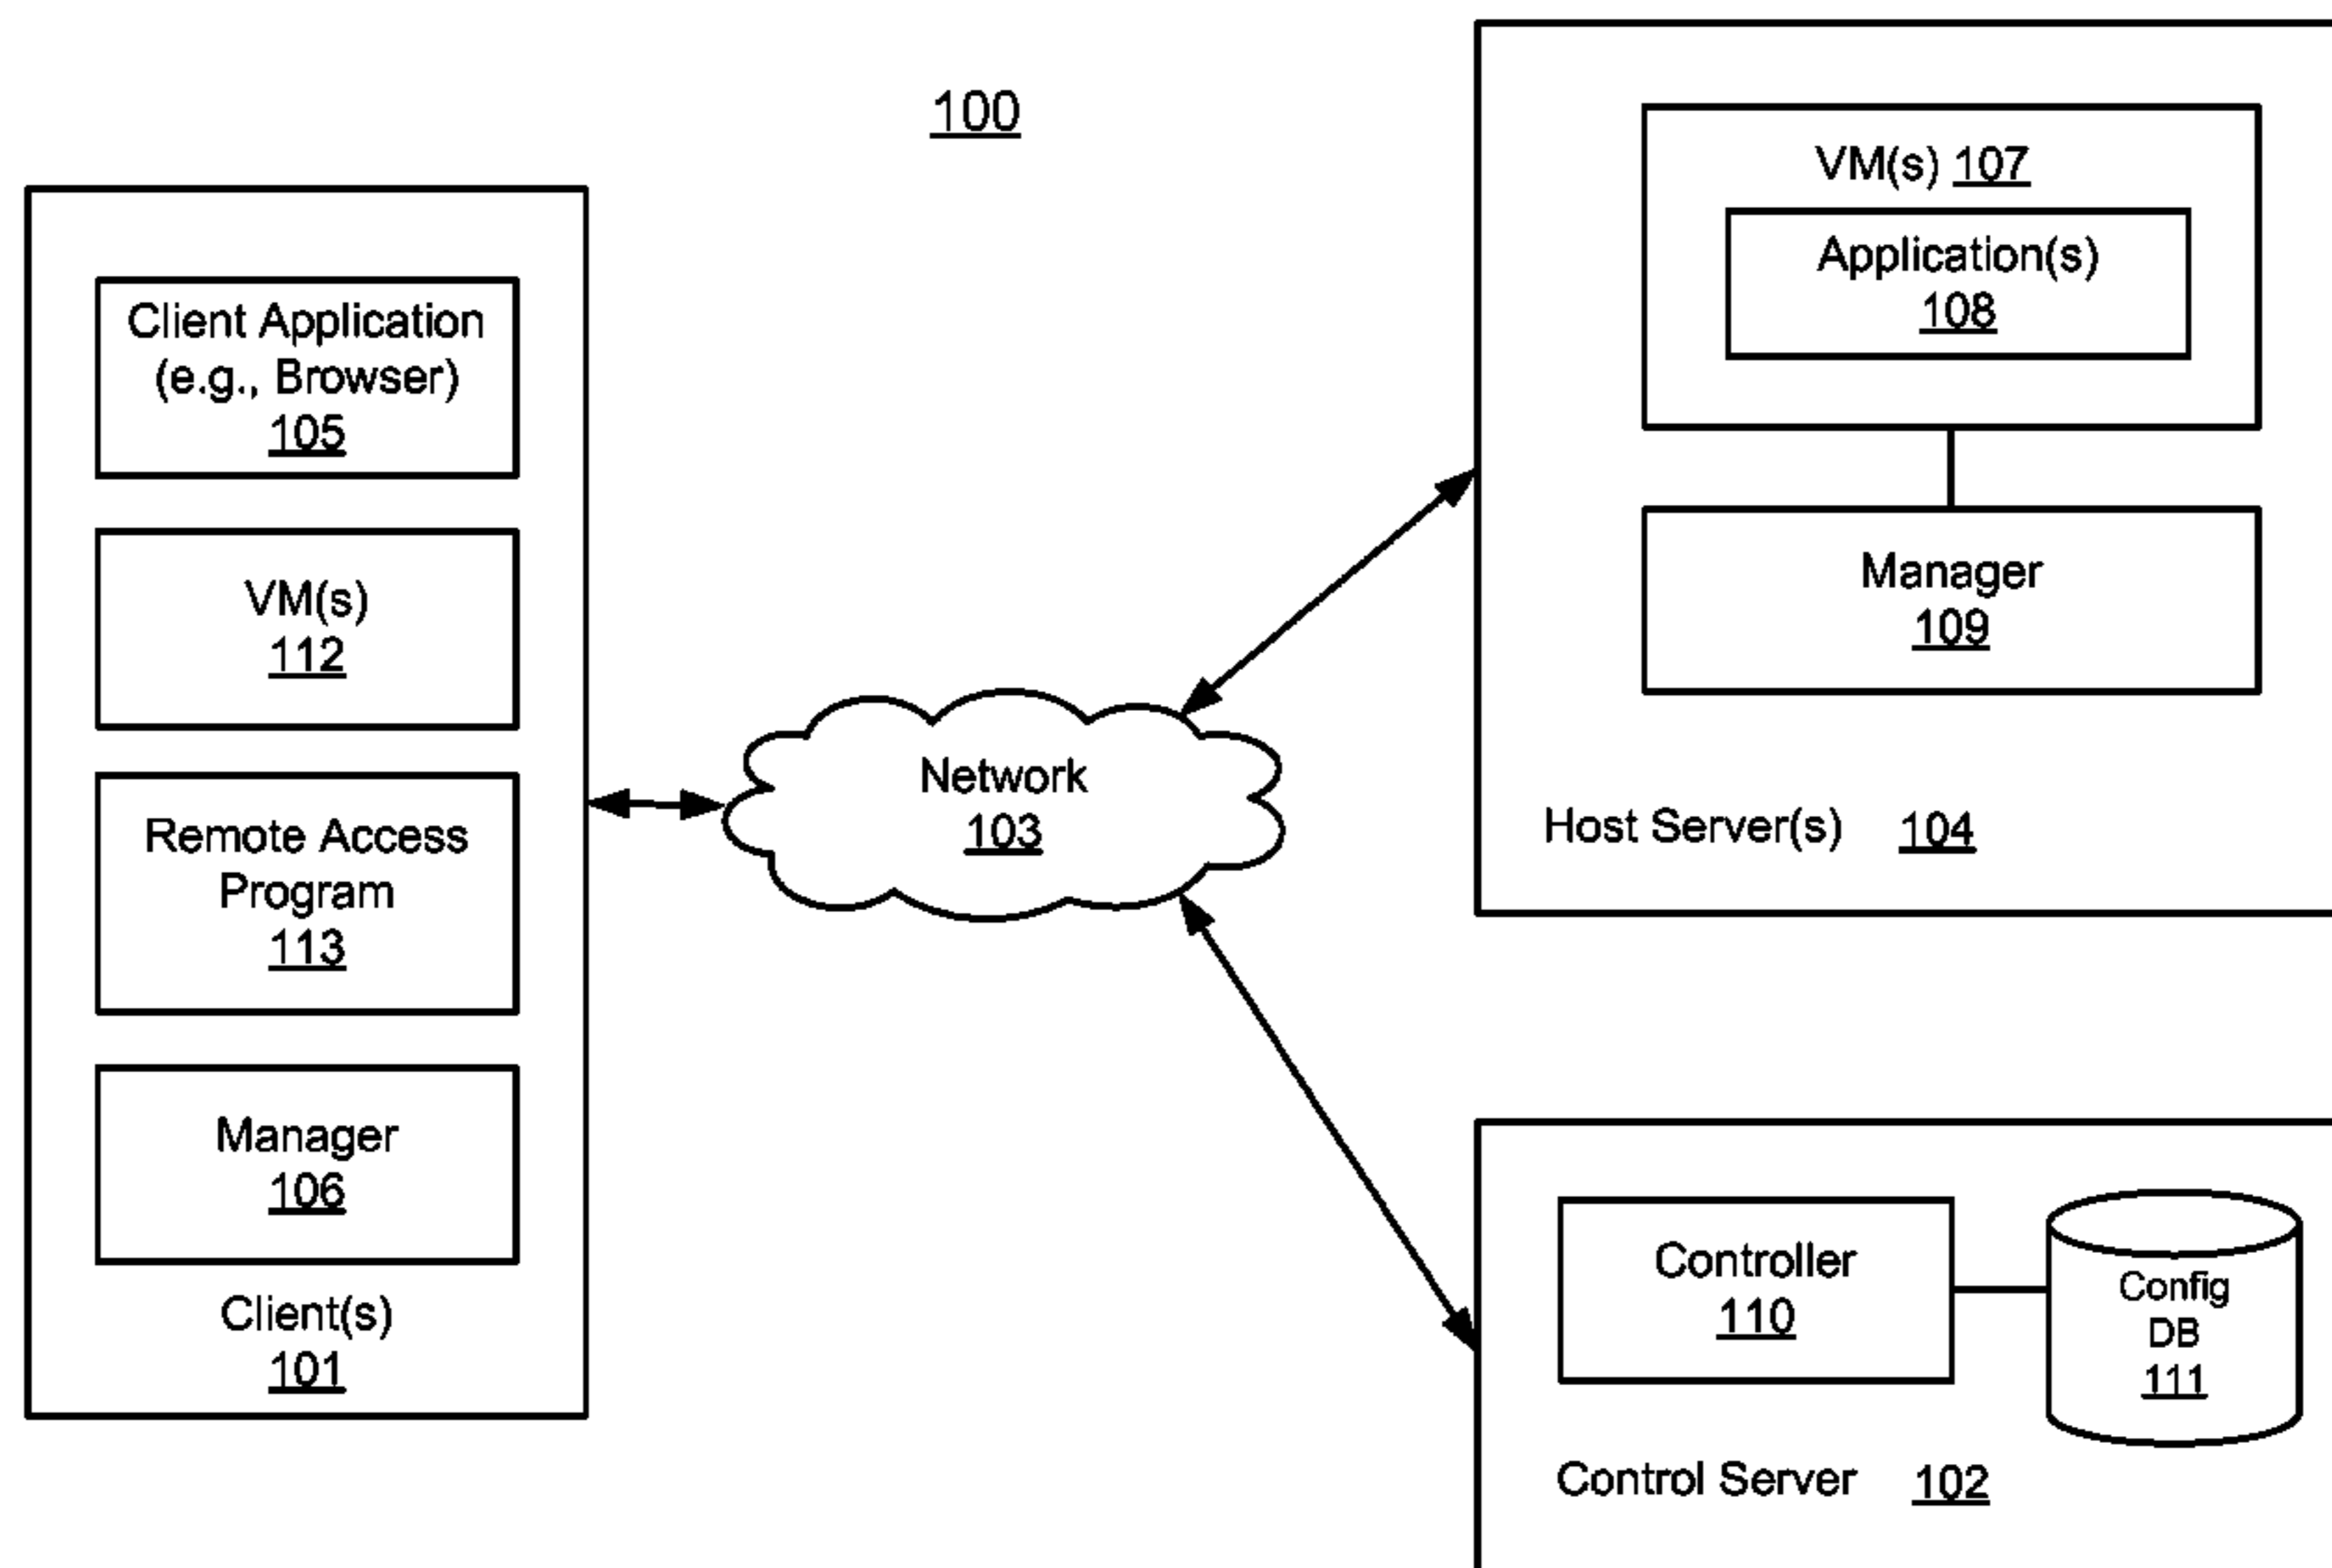 100
Client Application
(e.g., Browser)
105
VM(s)
112
Remote Access
Program
113
Manager
106
Client(s)
101
Network
103
VM(s) 107
Application(s)
108
Manager
109
Host Server(s) 104
Controller
110
Config
DB
111
Control Server 102